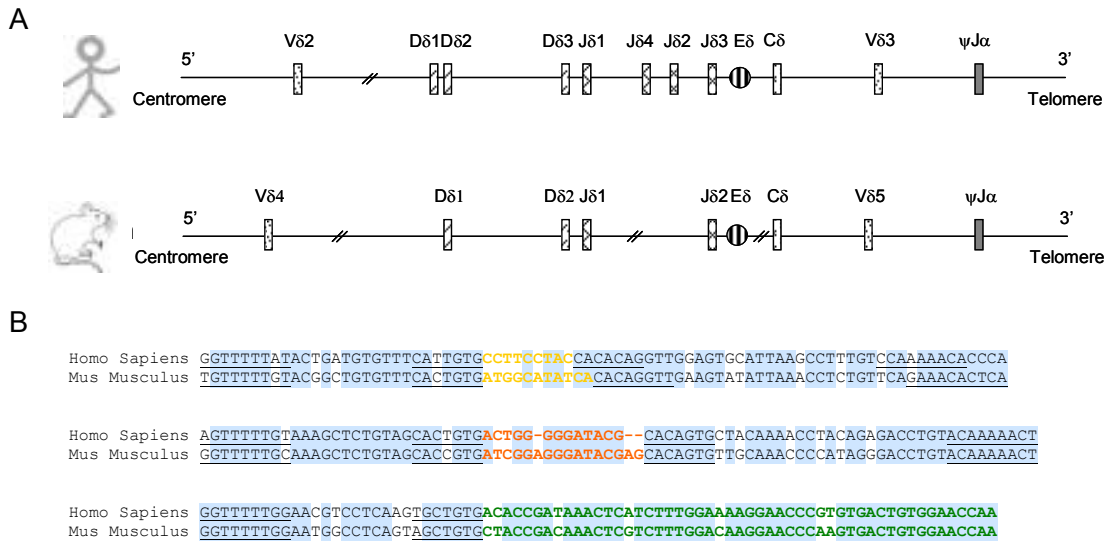 A
Vδ2 Dδ1 Dδ2 Dδ3 Jδ1 Jδ4 Jδ2 Jδ3 Eδ Cδ Vδ3 ψJα
5’ 3’
Centromere Telomere
Vδ4 Dδ1 Dδ2 Jδ1 Jδ2 Eδ Cδ Vδ5 ψJα
5’ 3’
Centromere Telomere
B
Homo Sapiens GGTTTTTATACTGATGTGTTTCATTGTGCCTTCCTACCACACAGGTTGGAGTGCATTAAGCCTTTGTCCAAAAACACCCA
Mus Musculus TGTTTTTGTACGGCTGTGTTTCACTGTGATGGCATATCACACAGGTTGAAGTATATTAAACCTCTGTTCAGAAACACTCA
Homo Sapiens AGTTTTTGTAAAGCTCTGTAGCACTGTGACTGG-GGGATACG--CACAGTGCTACAAAACCTACAGAGACCTGTACAAAAACT
Mus Musculus GGTTTTTGCAAAGCTCTGTAGCACCGTGATCGGAGGGATACGAGCACAGTGTTGCAAACCCCATAGGGACCTGTACAAAAACT
Homo Sapiens GGTTTTTGGAACGTCCTCAAGTGCTGTGACACCGATAAACTCATCTTTGGAAAAGGAACCCGTGTGACTGTGGAACCAA
Mus Musculus GGTTTTTGGAATGGCCTCAGTAGCTGTGCTACCGACAAACTCGTCTTTGGACAAGGAACCCAAGTGACTGTGGAACCAA